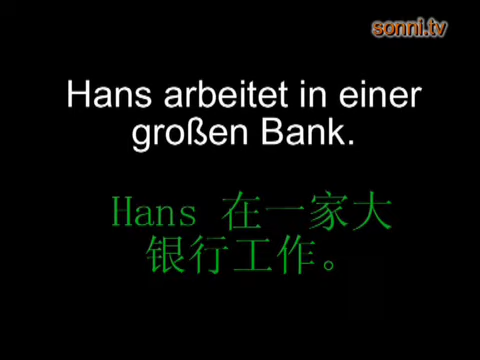 sonni.tv
Hans arbeitet in einer
großen Bank.
Hans 在一家大
银行工作。